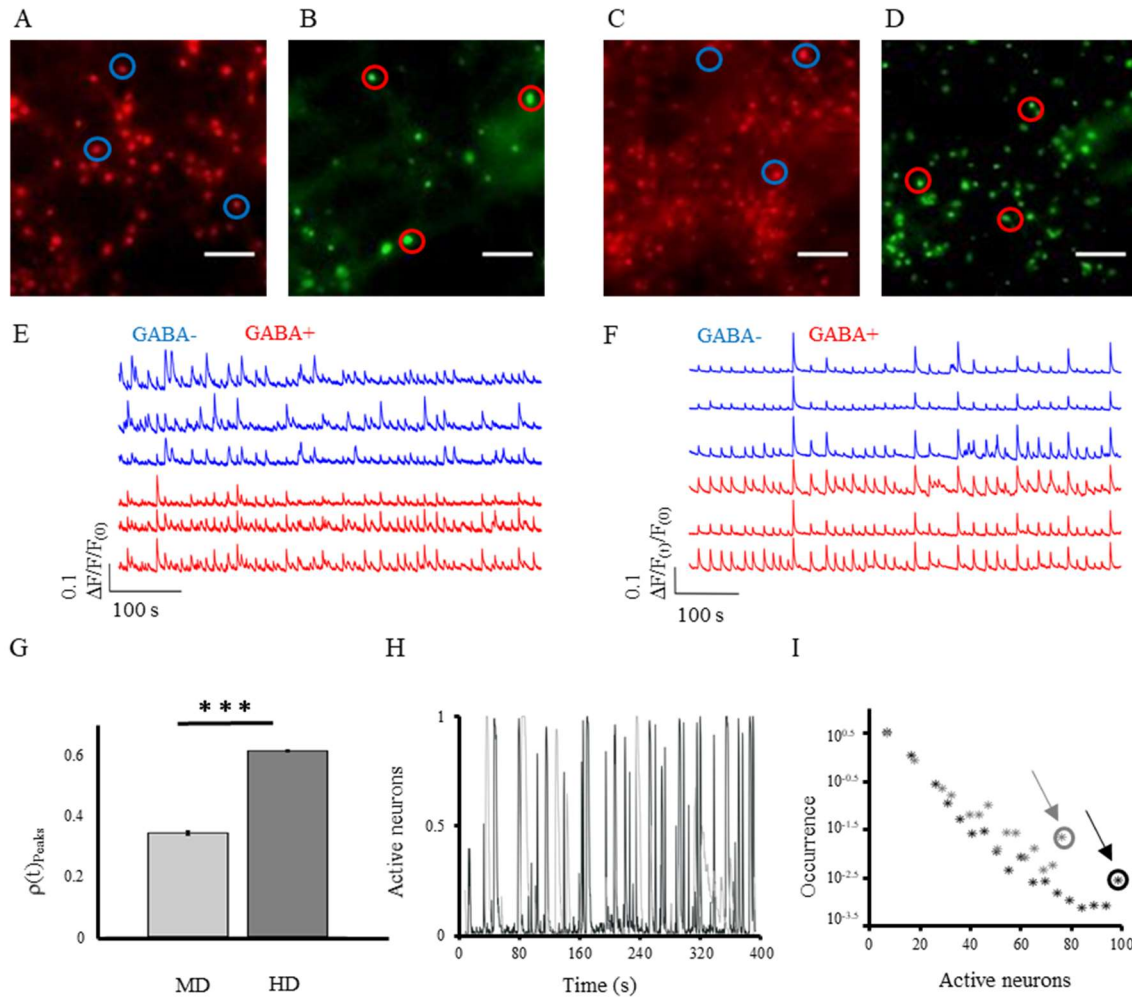 A B C D
E GABA- GABA+
0.1
ΔF/F/F(0)
100 s
F GABA- GABA+
0.1
ΔF/F(t)/F(0)
100 s
G
***
0.6
0.4
0.2
0
ρ(t)Peaks
MD HD
H
1
0.5
0
Active neurons
0 80 160 240 320 400
Time (s)
I
10^0.5
10^-0.5
10^-1.5
10^-2.5
10^-3.5
Occurrence
0 20 40 60 80 100
Active neurons